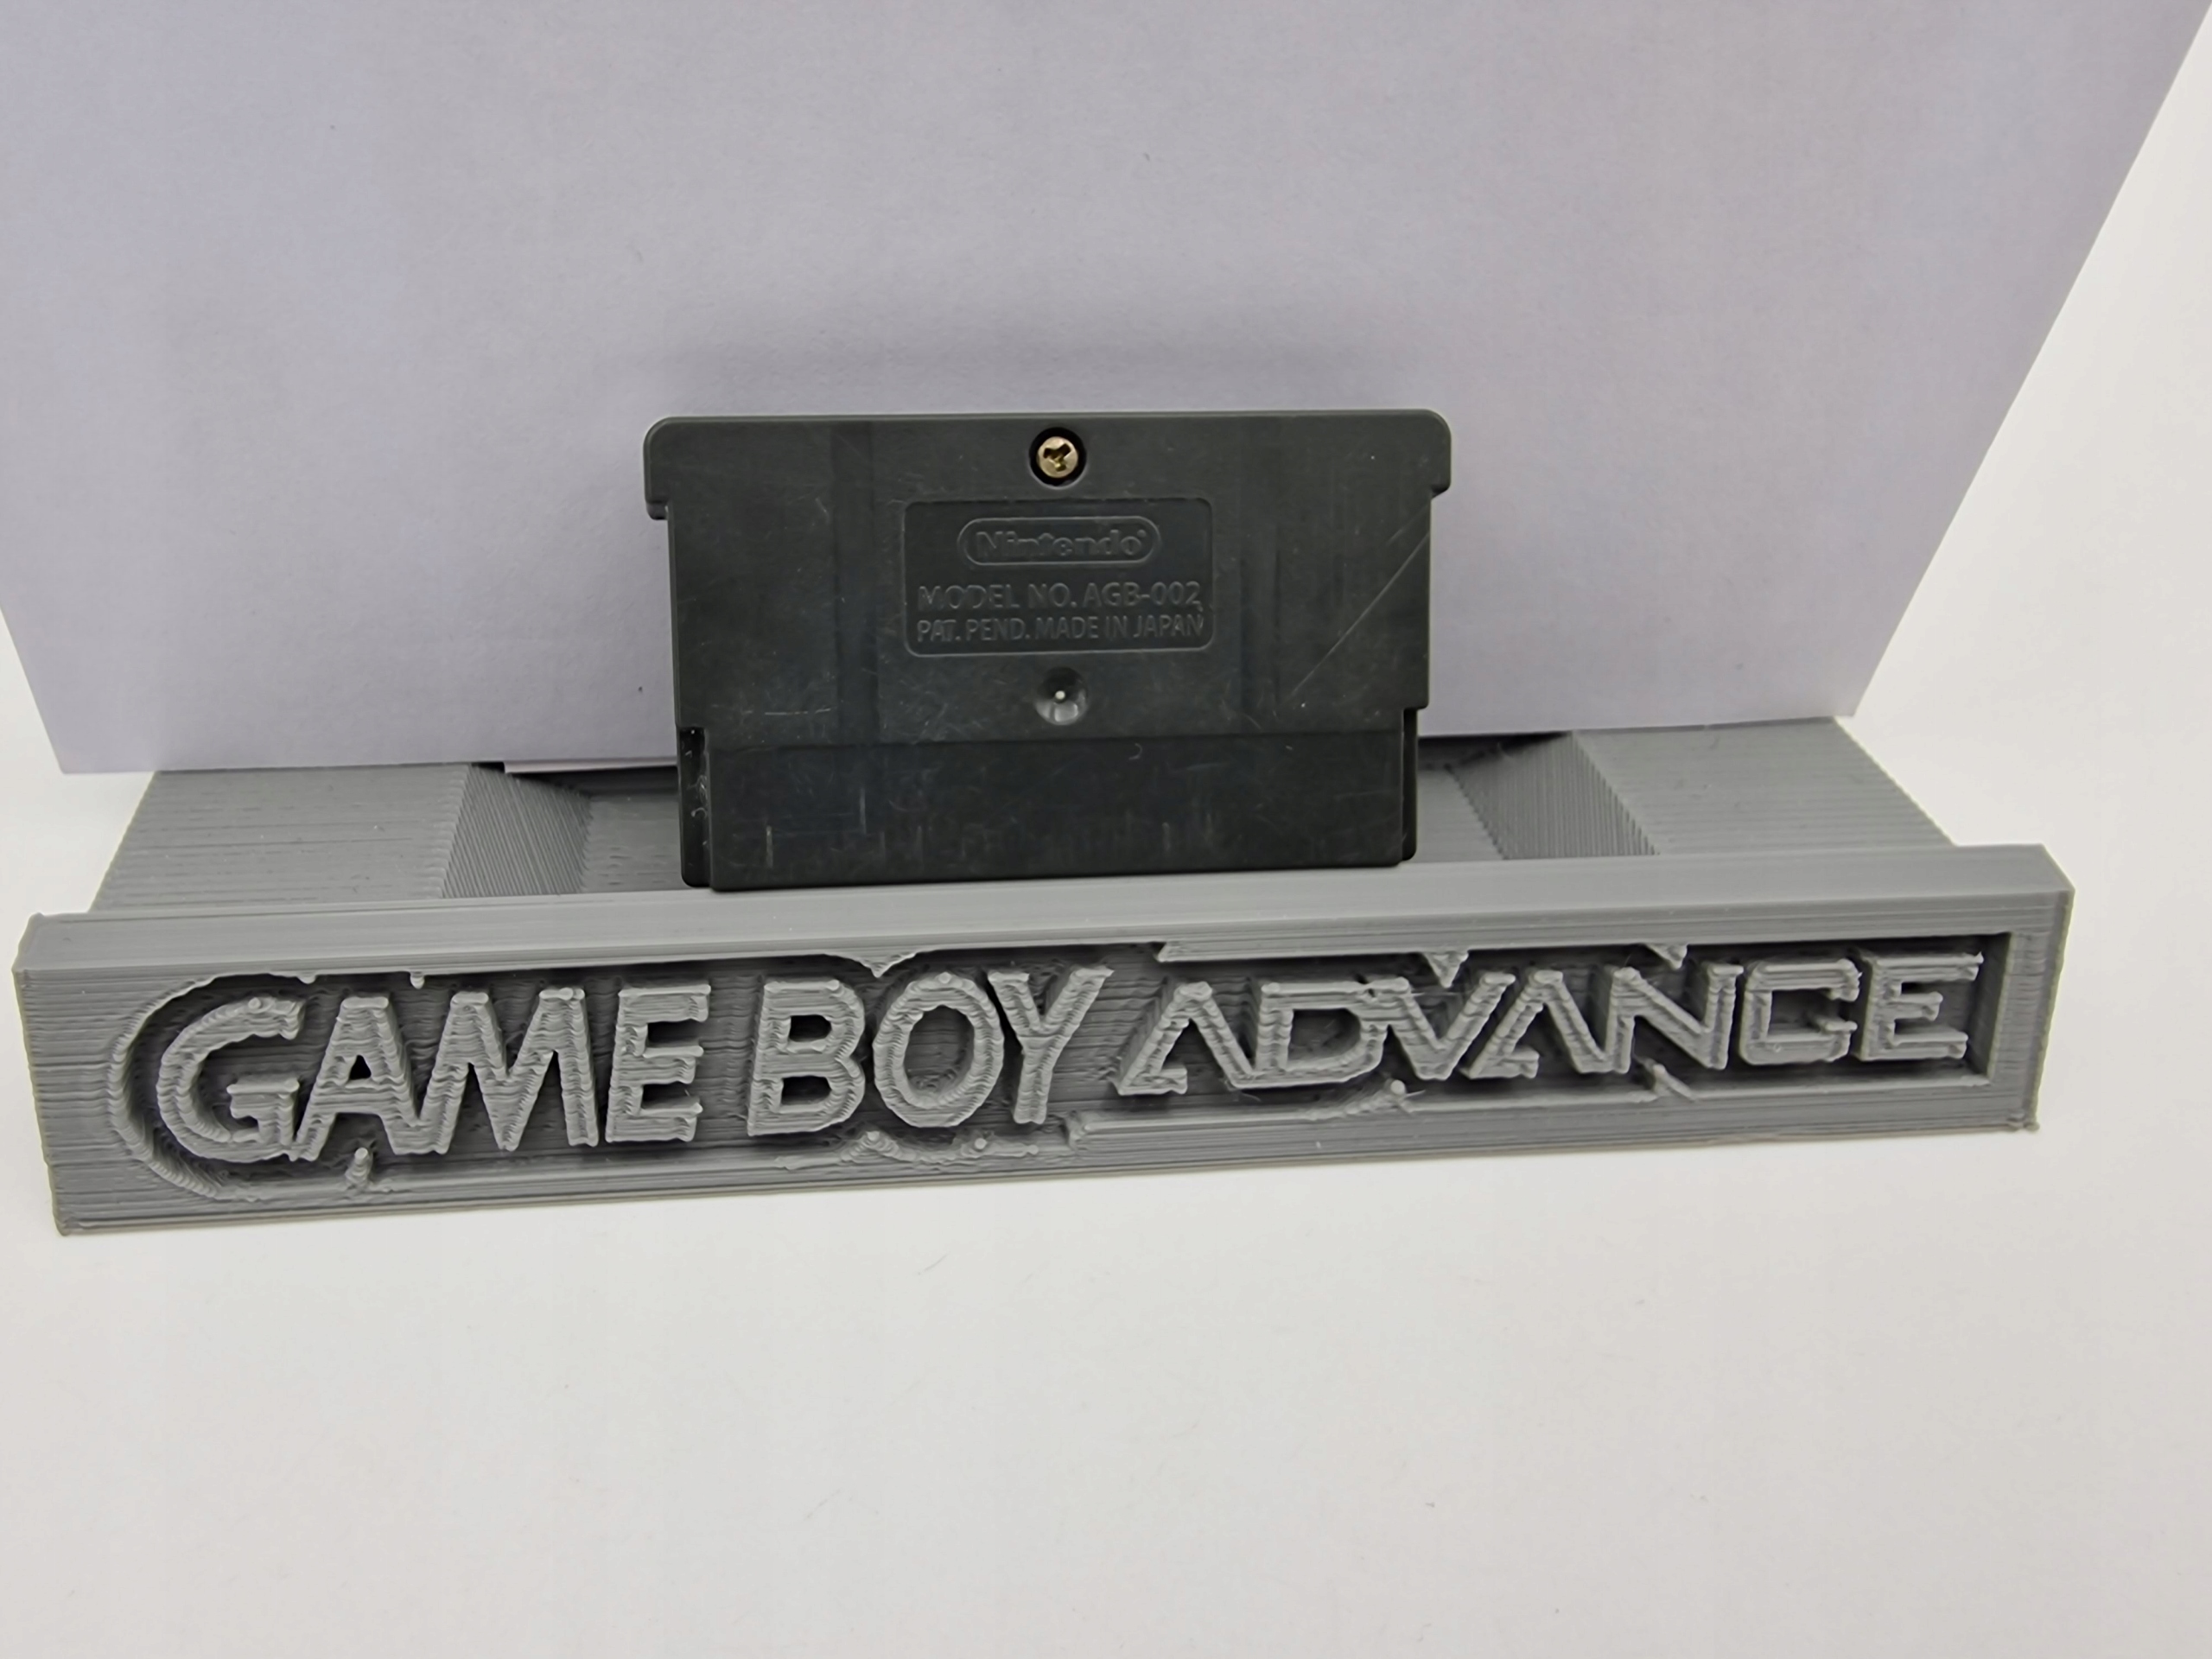 Nintendo®
MODEL NO. AGB-002
PAT. PEND. MADE IN JAPAN
GAME BOY ADVANCE